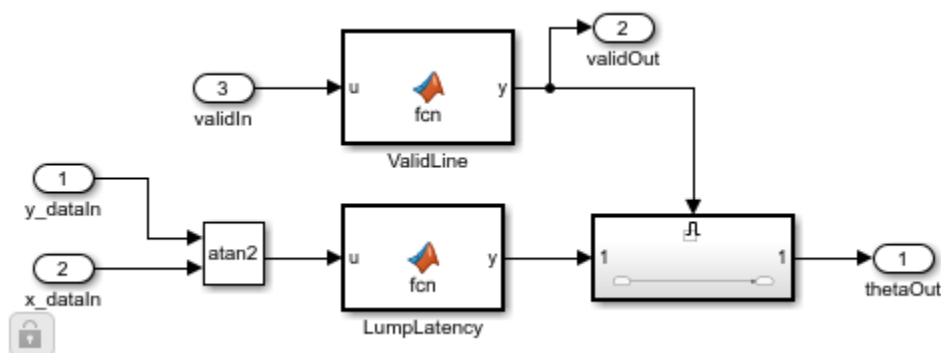 2
validOut
3
validIn
u
fcn
y
ValidLine
1
y_dataIn
atan2
2
x_dataIn
u
fcn
y
LumpLatency
1
1
1
thetaOut